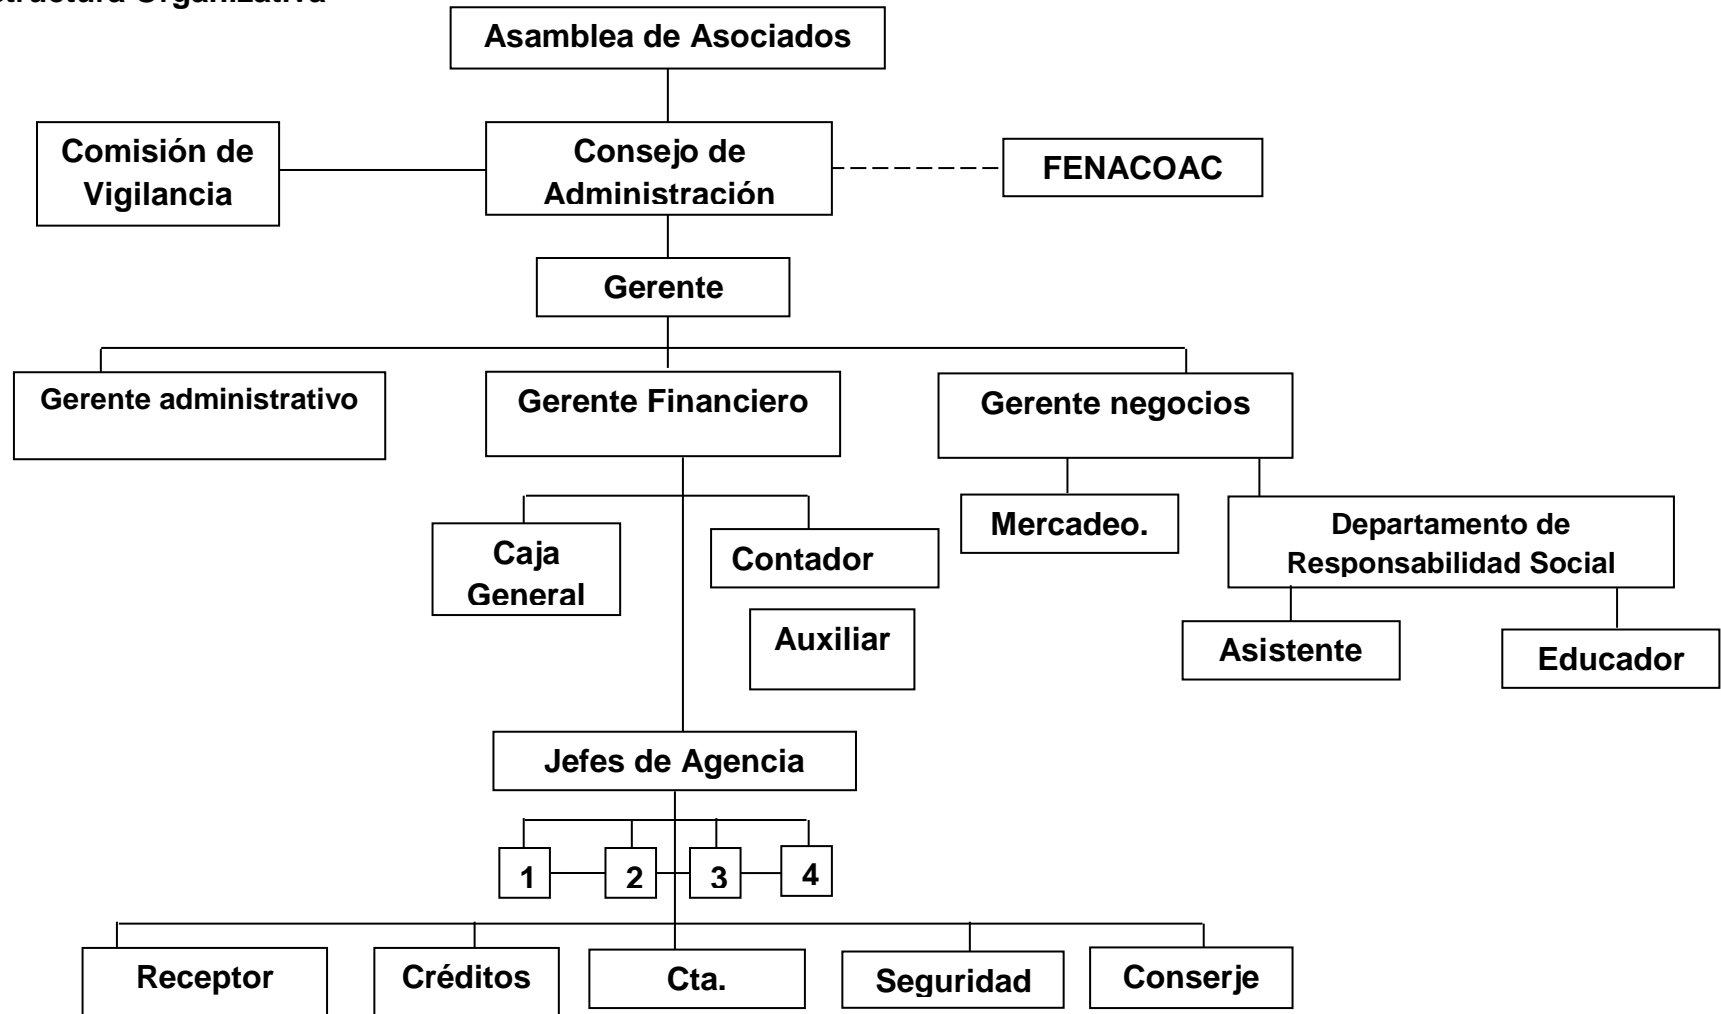 Organizativa
Asamblea de Asociados
Comisión de
Vigilancia
Consejo de
Administración
FENACOAC
Gerente
Gerente administrativo
Gerente Financiero
Gerente negocios
Caja
General
Contador
Mercadeo.
Departamento de
Responsabilidad Social
Auxiliar
Asistente
Educador
Jefes de Agencia
1
2
3
4
Receptor
Créditos
Cta.
Seguridad
Conserje